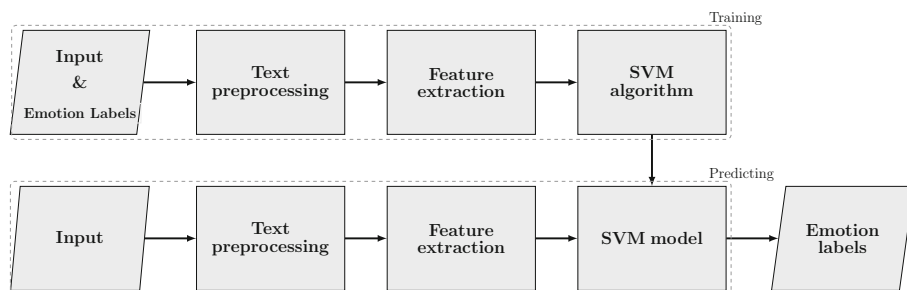 Training
Input
&
Emotion Labels
Text
preprocessing
Feature
extraction
SVM
algorithm
Predicting
Input
Text
preprocessing
Feature
extraction
SVM model
Emotion
labels